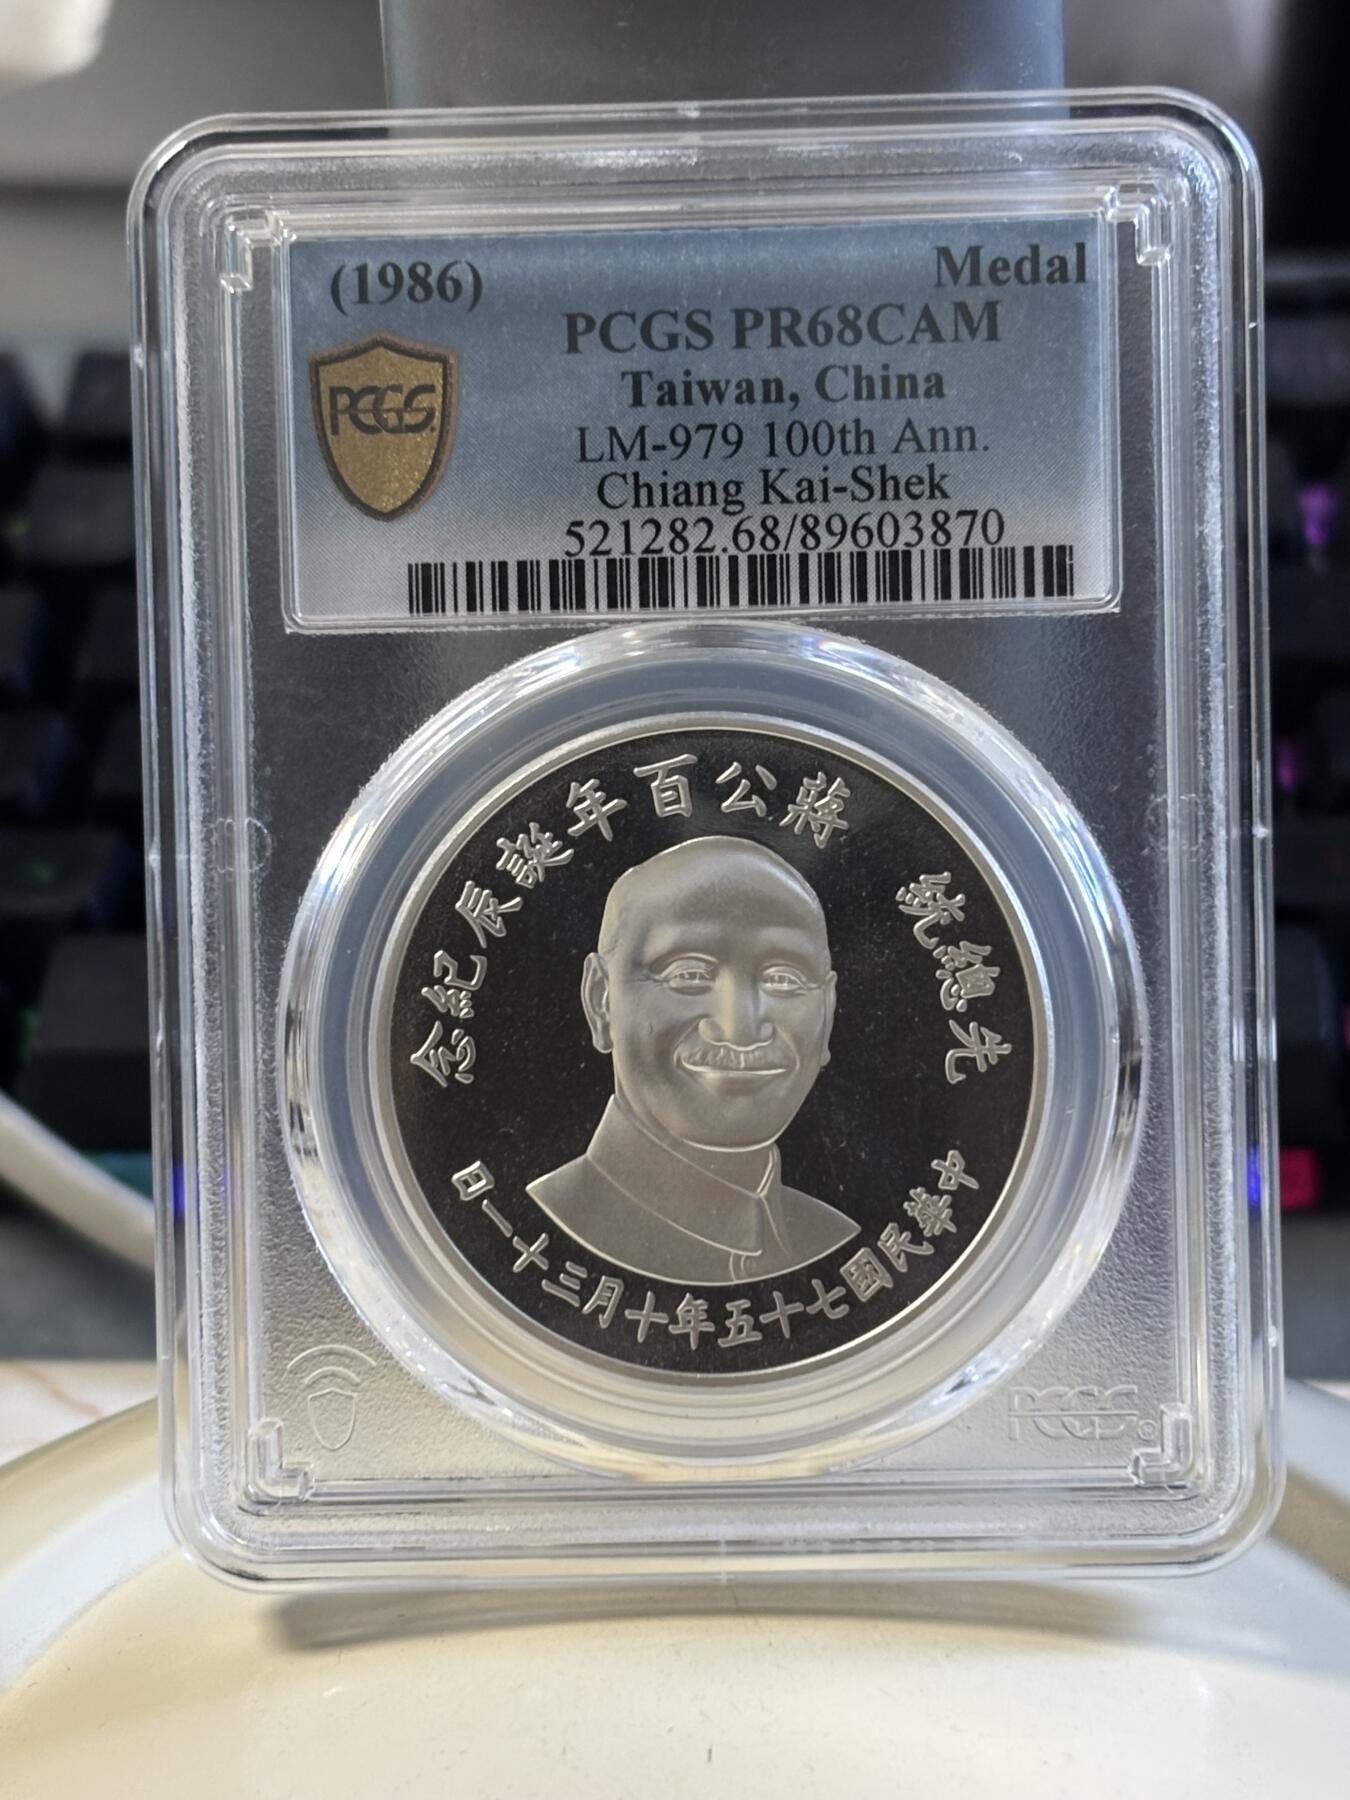 (1986)
Medal
PCGS PR68CAM
Taiwan, China
LM-979 100th Ann.
Chiang Kai-Shek
521282.68/89603870
PCGS
先總統
蔣公百年誕辰紀念
中華民國七十五年十月三十一日
PCGS